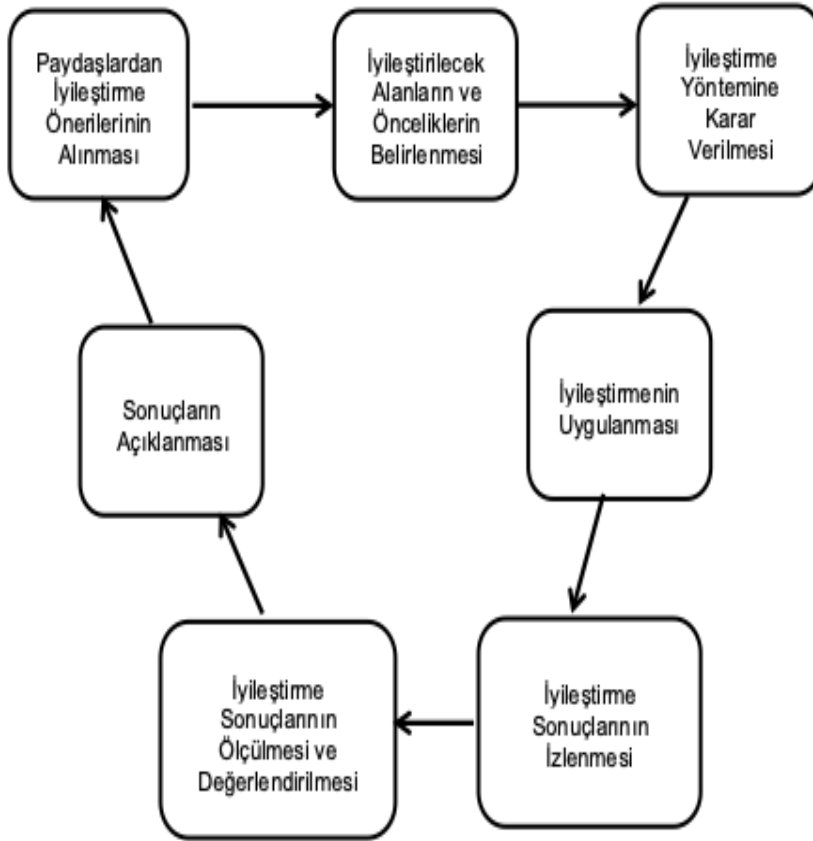 Paydaşlardan
İyileştirme
Önerilerinin
Alınması
İyileştirilecek
Alanların ve
Önceliklerin
Belirlenmesi
İyileştirme
Yöntemine
Karar
Verilmesi
İyileştirmenin
Uygulanması
İyileştirme
Sonuçlarının
İzlenmesi
İyileştirme
Sonuçlarının
Ölçülmesi ve
Değerlendirilmesi
Sonuçların
Açıklanması